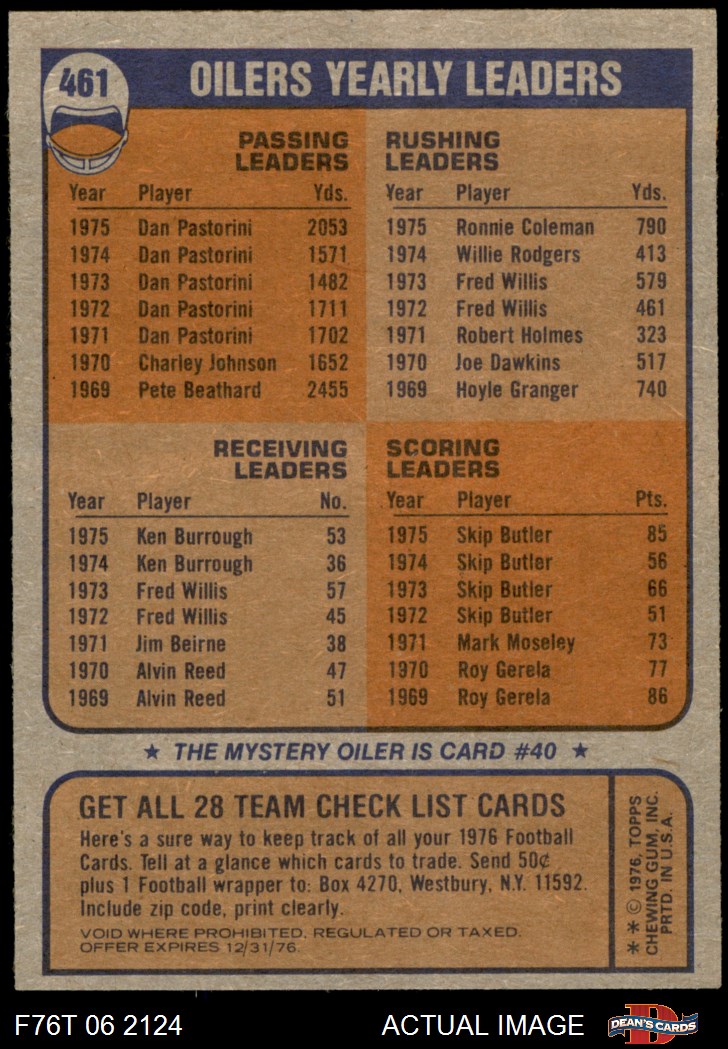 461
OILERS YEARLY LEADERS
PASSING
LEADERS
Year Player Yds.
1975 Dan Pastorini 2053
1974 Dan Pastorini 1571
1973 Dan Pastorini 1482
1972 Dan Pastorini 1711
1971 Dan Pastorini 1702
1970 Charley Johnson 1652
1969 Pete Beathard 2455
RUSHING
LEADERS
Year Player Yds.
1975 Ronnie Coleman 790
1974 Willie Rodgers 413
1973 Fred Willis 579
1972 Fred Willis 461
1971 Robert Holmes 323
1970 Joe Dawkins 517
1969 Hoyle Granger 740
RECEIVING
LEADERS
Year Player No.
1975 Ken Burrough 53
1974 Ken Burrough 36
1973 Fred Willis 57
1972 Fred Willis 45
1971 Jim Beirne 38
1970 Alvin Reed 47
1969 Alvin Reed 51
SCORING
LEADERS
Year Player Pts.
1975 Skip Butler 85
1974 Skip Butler 56
1973 Skip Butler 66
1972 Skip Butler 51
1971 Mark Moseley 73
1970 Roy Gerela 77
1969 Roy Gerela 86
★ THE MYSTERY OILER IS CARD #40 ★
GET ALL 28 TEAM CHECK LIST CARDS
Here's a sure way to keep track of all your 1976 Football
Cards. Tell at a glance which cards to trade. Send 50¢
plus 1 Football wrapper to: Box 4270, Westbury, N.Y. 11592.
Include zip code, print clearly.
VOID WHERE PROHIBITED, REGULATED OR TAXED.
OFFER EXPIRES 12/31/76.
* * © 1976, TOPPS
CHEWING GUM, INC.
PRTD. IN U.S.A.
F76T 06 2124
ACTUAL IMAGE
D
DEAN'S CARDS